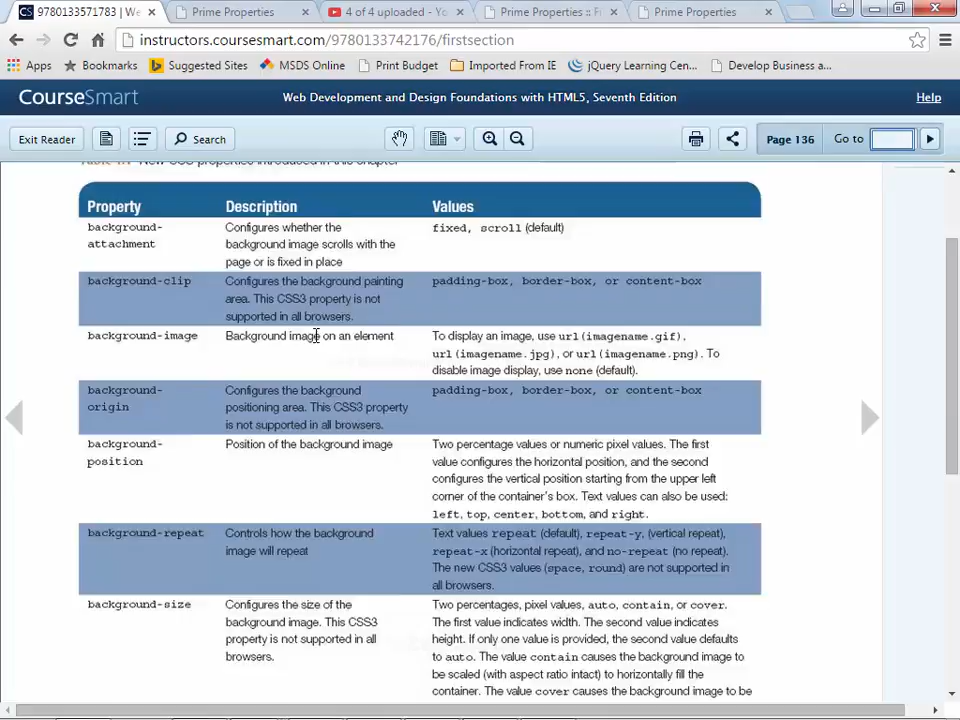 9780133571783 | We
Prime Properties
4 of 4 uploaded - Yo
Prime Properties :: F
Prime Properties
instructors.coursesmart.com/9780133742176/firstsection
Apps
Bookmarks
Suggested Sites
MSDS Online
Print Budget
Imported From IE
jQuery Learning Cen...
Develop Business a...
CourseSmart
Web Development and Design Foundations with HTML5, Seventh Edition
Help
Exit Reader
Search
Page 136
Go to
New CSS properties introduced in this chapter
Property Description Values
background-
attachment
Configures whether the
background image scrolls with the
page or is fixed in place
fixed, scroll (default)
background-clip
Configures the background painting
area. This CSS3 property is not
supported in all browsers.
padding-box, border-box, or content-box
background-image
Background image on an element
To display an image, use url(imagename.gif),
url(imagename.jpg), or url(imagename.png). To
disable image display, use none (default).
background-
origin
Configures the background
positioning area. This CSS3 property
is not supported in all browsers.
padding-box, border-box, or content-box
background-
position
Position of the background image
Two percentage values or numeric pixel values. The first
value configures the horizontal position, and the second
configures the vertical position starting from the upper left
corner of the container's box. Text values can also be used:
left, top, center, bottom, and right.
background-repeat
Controls how the background
image will repeat
Text values repeat (default), repeat-y, (vertical repeat),
repeat-x (horizontal repeat), and no-repeat (no repeat).
The new CSS3 values (space, round) are not supported in
all browsers.
background-size
Configures the size of the
background image. This CSS3
property is not supported in all
browsers.
Two percentages, pixel values, auto, contain, or cover.
The first value indicates width. The second value indicates
height. If only one value is provided, the second value defaults
to auto. The value contain causes the background image to
be scaled (with aspect ratio intact) to horizontally fill the
container. The value cover causes the background image to be